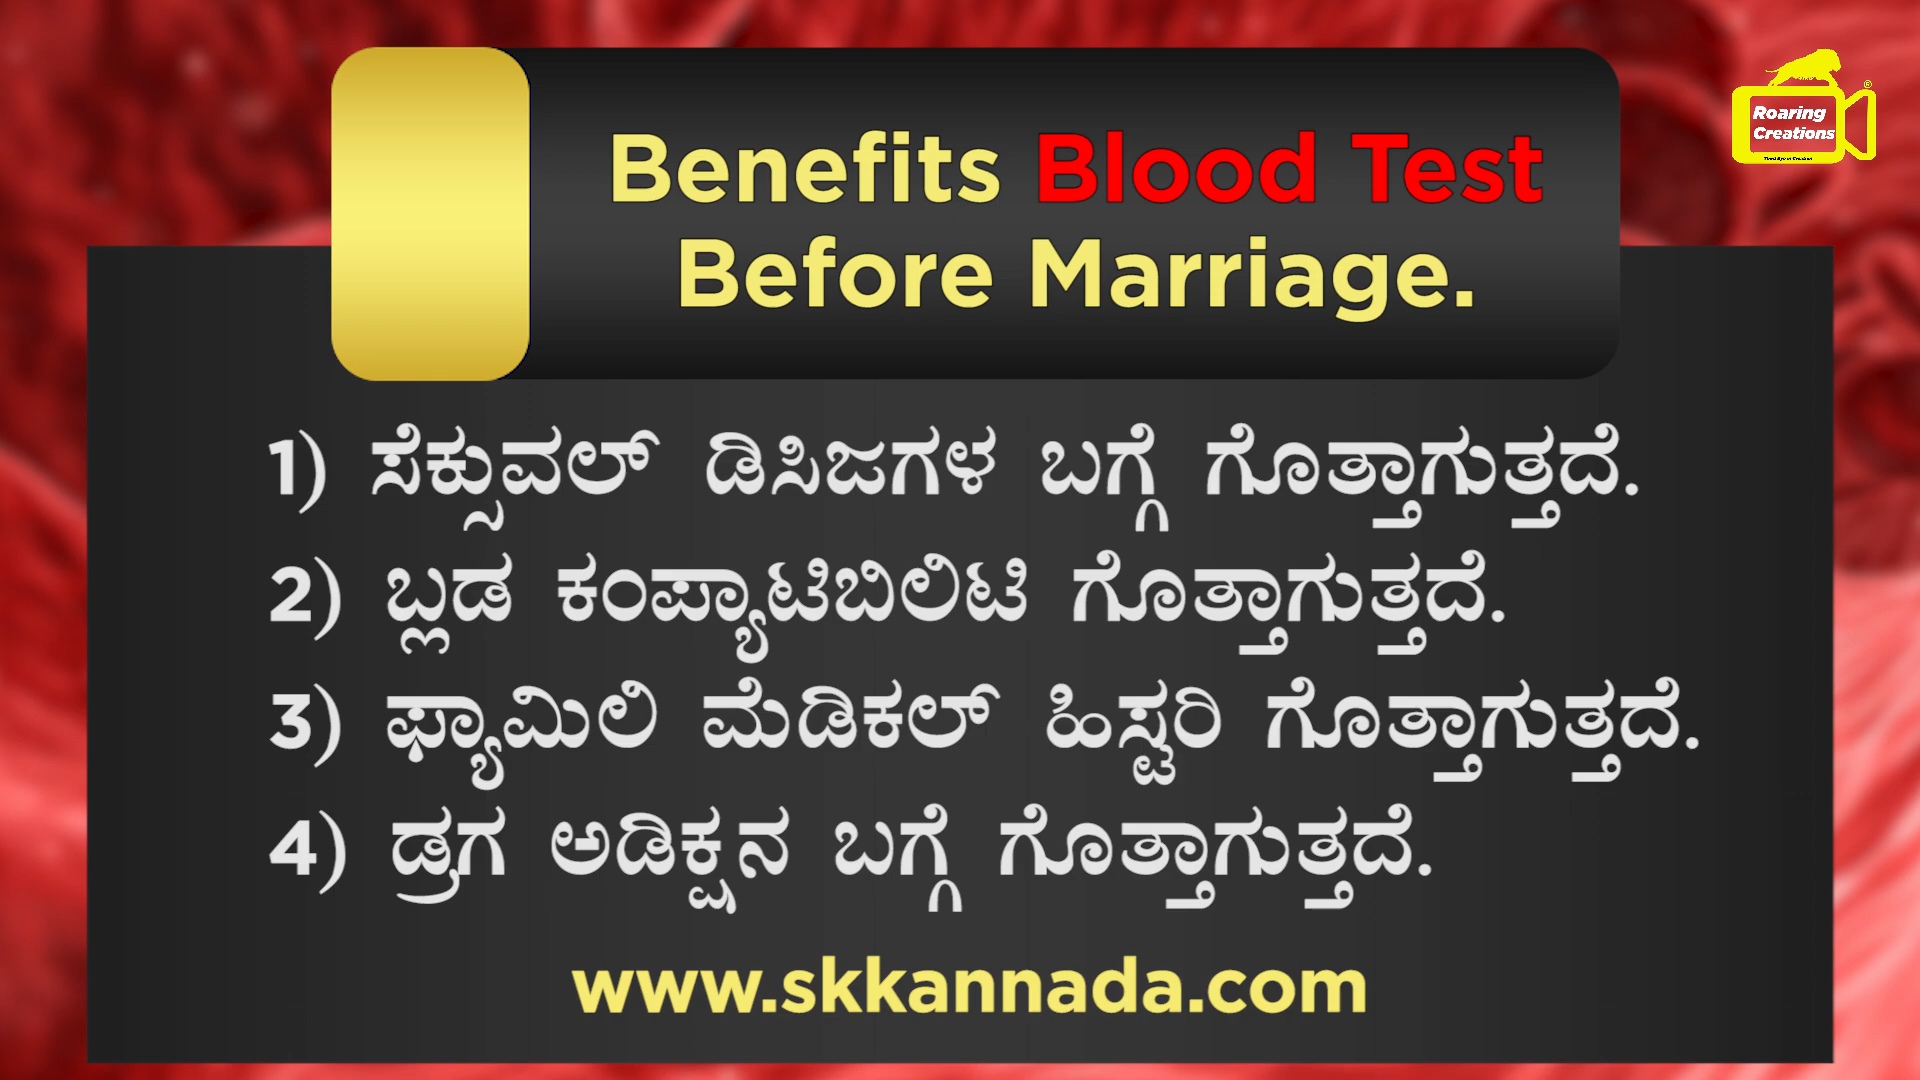 Roaring
Creations
Benefits Blood Test
Before Marriage.
1) ಸೆಕ್ಸುವಲ್ ಡಿಸಿಜಗಳ ಬಗ್ಗೆ ಗೊತ್ತಾಗುತ್ತದೆ.
2) ಬ್ಲಡ ಕಂಪ್ಯಾಟಿಬಿಲಿಟಿ ಗೊತ್ತಾಗುತ್ತದೆ.
3) ಫ್ಯಾಮಿಲಿ ಮೆಡಿಕಲ್ ಹಿಸ್ಟರಿ ಗೊತ್ತಾಗುತ್ತದೆ.
4) ಡ್ರಗ ಅಡಿಕ್ಷನ ಬಗ್ಗೆ ಗೊತ್ತಾಗುತ್ತದೆ.
www.skkannada.com